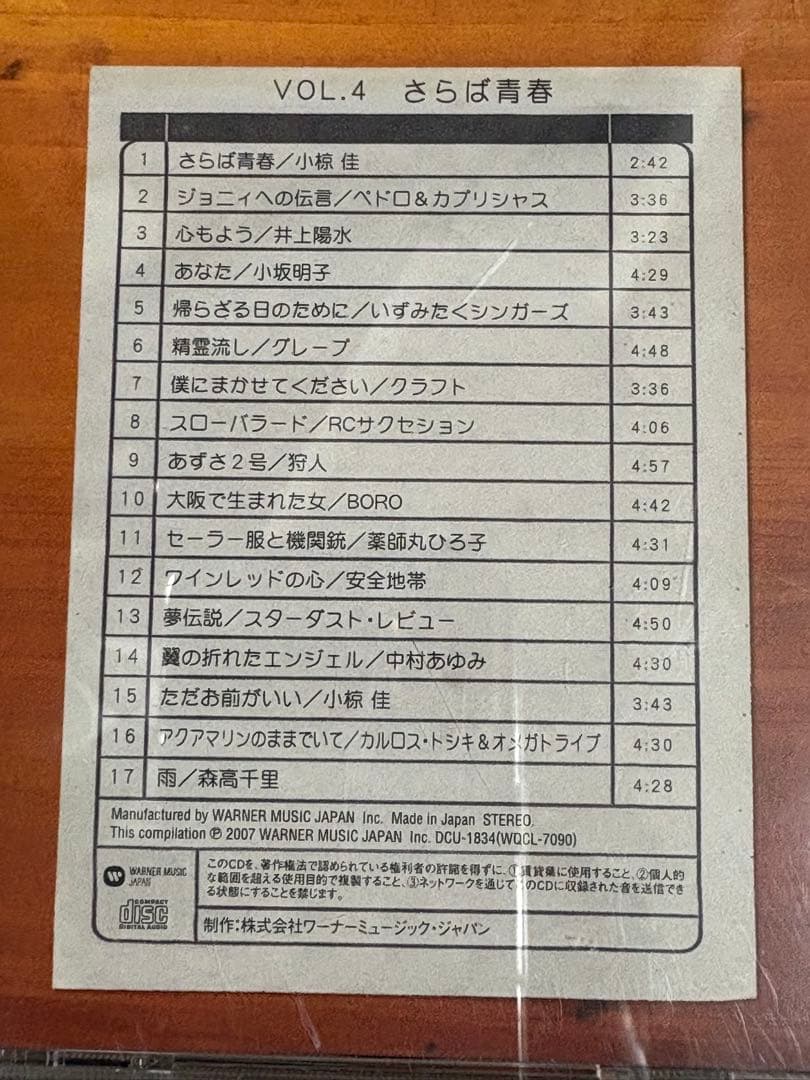 VOL.4 さらば青春
1 さらば青春／小椋 佳 2:42
2 ジョニィへの伝言／ペドロ＆カプリシャス 3:36
3 心もよう／井上陽水 3:23
4 あなた／小坂明子 4:29
5 帰らざる日のために／いずみたくシンガーズ 3:43
6 精霊流し／グレープ 4:48
7 僕にまかせてください／クラフト 3:36
8 スローバラード／RCサクセション 4:06
9 あずさ2号／狩人 4:57
10 大阪で生まれた女／BORO 4:42
11 セーラー服と機関銃／薬師丸ひろ子 4:31
12 ワインレッドの心／安全地帯 4:09
13 夢伝説／スターダスト・レビュー 4:50
14 翼の折れたエンジェル／中村あゆみ 4:30
15 ただお前がいい／小椋 佳 3:43
16 アクアマリンのままでいて／カルロス・トシキ＆オメガトライブ 4:30
17 雨／森高千里 4:28
Manufactured by WARNER MUSIC JAPAN Inc. Made in Japan STEREO.
This compilation ℗ 2007 WARNER MUSIC JAPAN Inc. DCU-1834(WQCL-7090)
WARNER MUSIC
JAPAN
COMPACT
disc
DIGITAL AUDIO
このCDを、著作権法で認められている権利者の許諾を得ずに、①賃貸業に使用すること、②個人的
な範囲を超える使用目的で複製すること、③ネットワークを通じてこのCDに収録された音を送信でき
る状態にすることを禁じます。
制作：株式会社ワーナーミュージック・ジャパン